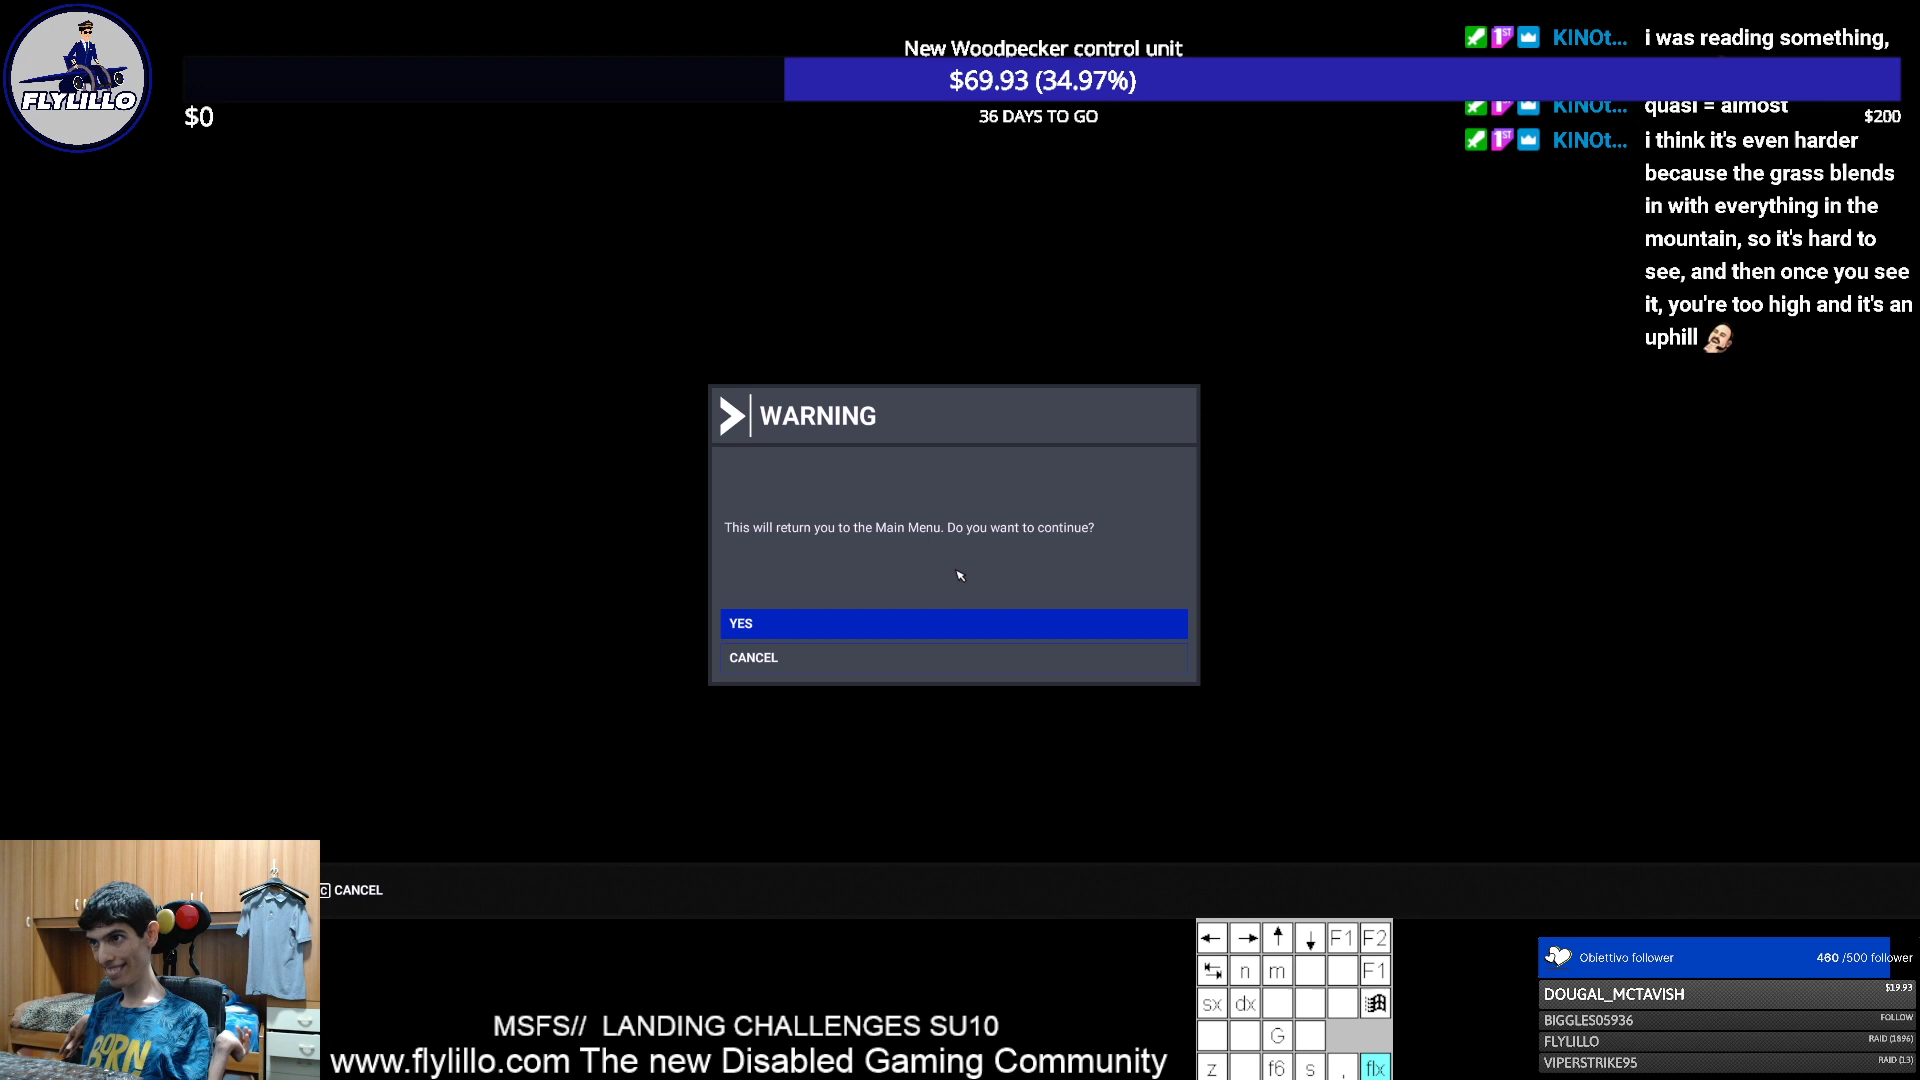 FLYLILLO
New Woodpecker control unit
$69.93 (34.97%)
$0
36 DAYS TO GO
$200
KINOt... i was reading something,
KINOt... quasi = almost
KINOt... i think it's even harder
because the grass blends
in with everything in the
mountain, so it's hard to
see, and then once you see
it, you're too high and it's an
uphill
WARNING
This will return you to the Main Menu. Do you want to continue?
YES
CANCEL
C CANCEL
BORN
MSFS// LANDING CHALLENGES SU10
www.flylillo.com The new Disabled Gaming Community
F1 F2
n m F1
sx dx
G
z f6 s , flx
Obiettivo follower 460 /500 follower
DOUGAL_MCTAVISH $19.93
BIGGLES05936 FOLLOW
FLYLILLO RAID (1896)
VIPERSTRIKE95 RAID (13)